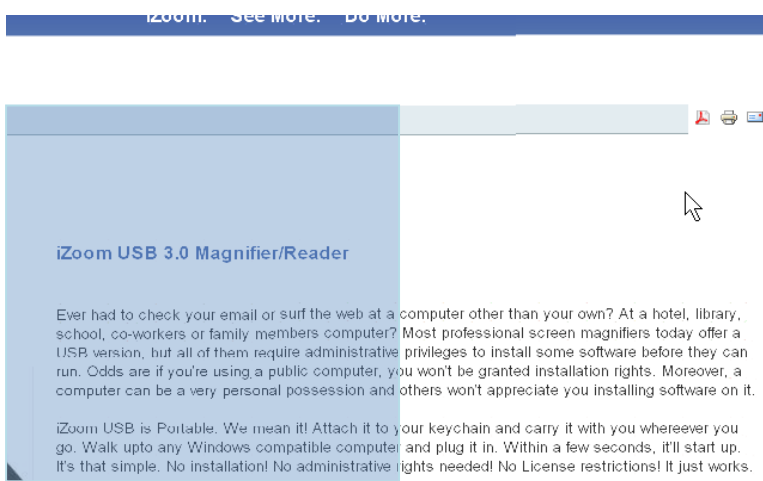 iZoom. See More. Do More.
iZoom USB 3.0 Magnifier/Reader
Ever had to check your email or surf the web at a computer other than your own? At a hotel, library,
school, co-workers or family members computer? Most professional screen magnifiers today offer a
USB version, but all of them require administrative privileges to install some software before they can
run. Odds are if you're using a public computer, you won't be granted installation rights. Moreover, a
computer can be a very personal possession and others won't appreciate you installing software on it.
iZoom USB is Portable. We mean it! Attach it to your keychain and carry it with you whereever you
go. Walk upto any Windows compatible computer and plug it in. Within a few seconds, it'll start up.
It's that simple. No installation! No administrative rights needed! No License restrictions! It just works.